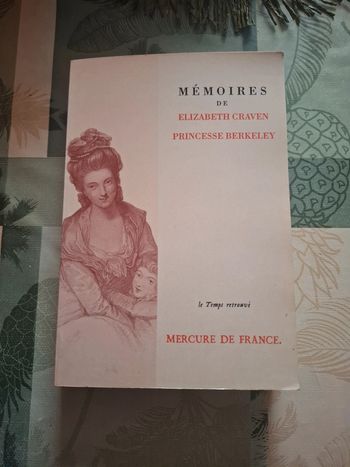 MÉMOIRES
DE
ELIZABETH CRAVEN
PRINCESSE BERKELEY
le Temps retrouvé
MERCURE DE FRANCE.